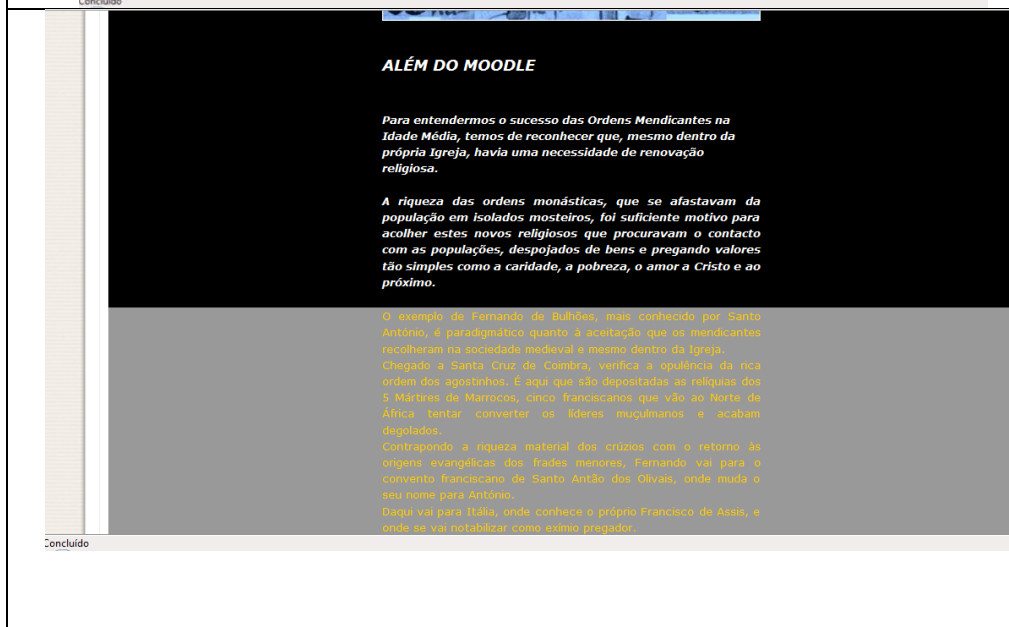 Concluído
ALÉM DO MOODLE
Para entendermos o sucesso das Ordens Mendicantes na
Idade Média, temos de reconhecer que, mesmo dentro da
própria Igreja, havia uma necessidade de renovação
religiosa.
A riqueza das ordens monásticas, que se afastavam da
população em isolados mosteiros, foi suficiente motivo para
acolher estes novos religiosos que procuravam o contacto
com as populações, despojados de bens e pregando valores
tão simples como a caridade, a pobreza, o amor a Cristo e ao
próximo.
O exemplo de Fernando de Bulhões, mais conhecido por Santo
António, é paradigmático quanto à aceitação que os mendicantes
recolheram na sociedade medieval e mesmo dentro da Igreja.
Chegado a Santa Cruz de Coimbra, verifica a opulência da rica
ordem dos agostinhos. É aqui que são depositadas as relíquias dos
5 Mártires de Marrocos, cinco franciscanos que vão ao Norte de
África tentar converter os líderes muçulmanos e acabam
degolados.
Contrapondo a riqueza material dos crúzios com o retorno às
origens evangélicas dos frades menores, Fernando vai para o
convento franciscano de Santo Antão dos Olivais, onde muda o
seu nome para António.
Daqui vai para Itália, onde conhece o próprio Francisco de Assis, e
onde se vai notabilizar como exímio pregador.
Concluído